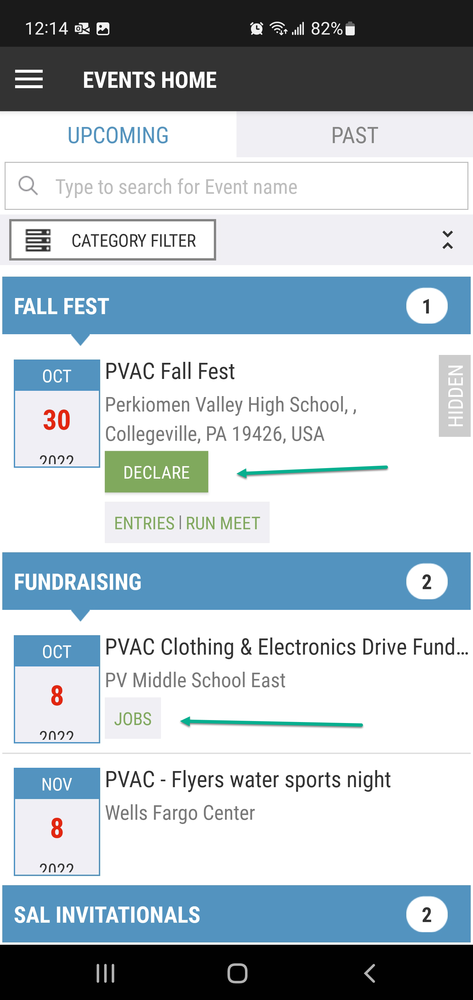 12:14 82%
EVENTS HOME
UPCOMING PAST
Type to search for Event name
CATEGORY FILTER
FALL FEST 1
OCT
30
2022
PVAC Fall Fest
Perkiomen Valley High School, ,
Collegeville, PA 19426, USA
HIDDEN
DECLARE
ENTRIES | RUN MEET
FUNDRAISING 2
OCT
8
2022
PVAC Clothing & Electronics Drive Fund...
PV Middle School East
JOBS
NOV
8
2022
PVAC - Flyers water sports night
Wells Fargo Center
SAL INVITATIONALS 2